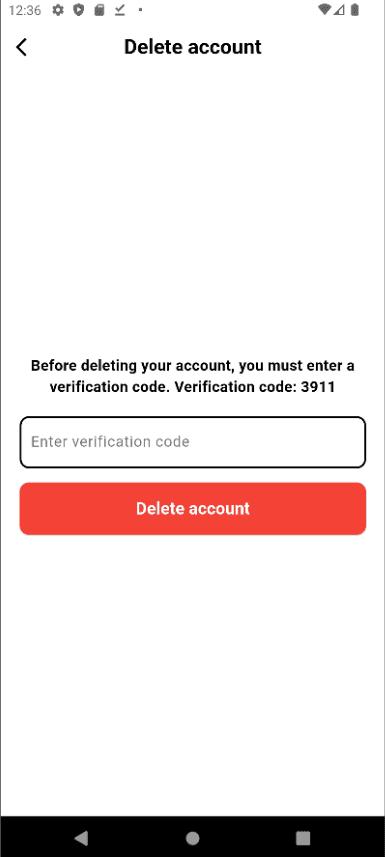 12:36
Delete account
Before deleting your account, you must enter a
verification code. Verification code: 3911
Enter verification code
Delete account